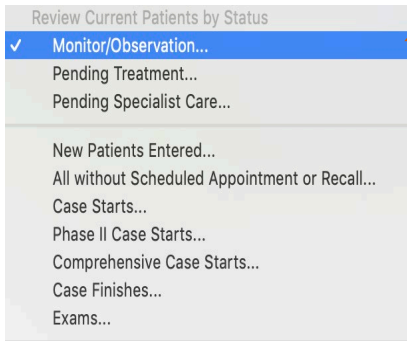 Review Current Patients by Status
✓ Monitor/Observation...
Pending Treatment...
Pending Specialist Care...
New Patients Entered...
All without Scheduled Appointment or Recall...
Case Starts...
Phase II Case Starts...
Comprehensive Case Starts...
Case Finishes...
Exams...